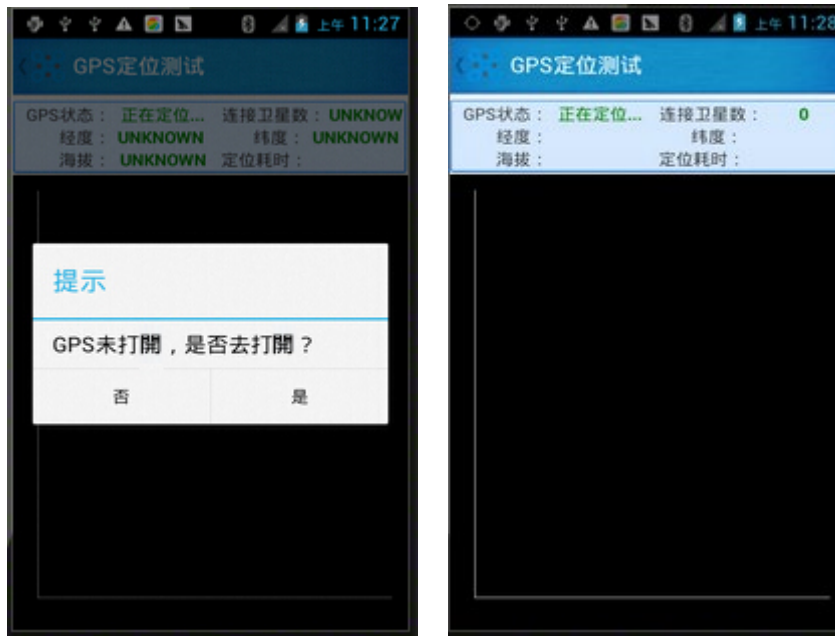 上午 11:27
GPS定位测试
GPS状态： 正在定位... 连接卫星数：UNKNOW
经度： UNKNOWN 纬度： UNKNOWN
海拔： UNKNOWN 定位耗时：
提示
GPS未打開，是否去打開？
否 是
上午 11:28
GPS定位测试
GPS状态： 正在定位... 连接卫星数： 0
经度： 纬度：
海拔： 定位耗时：